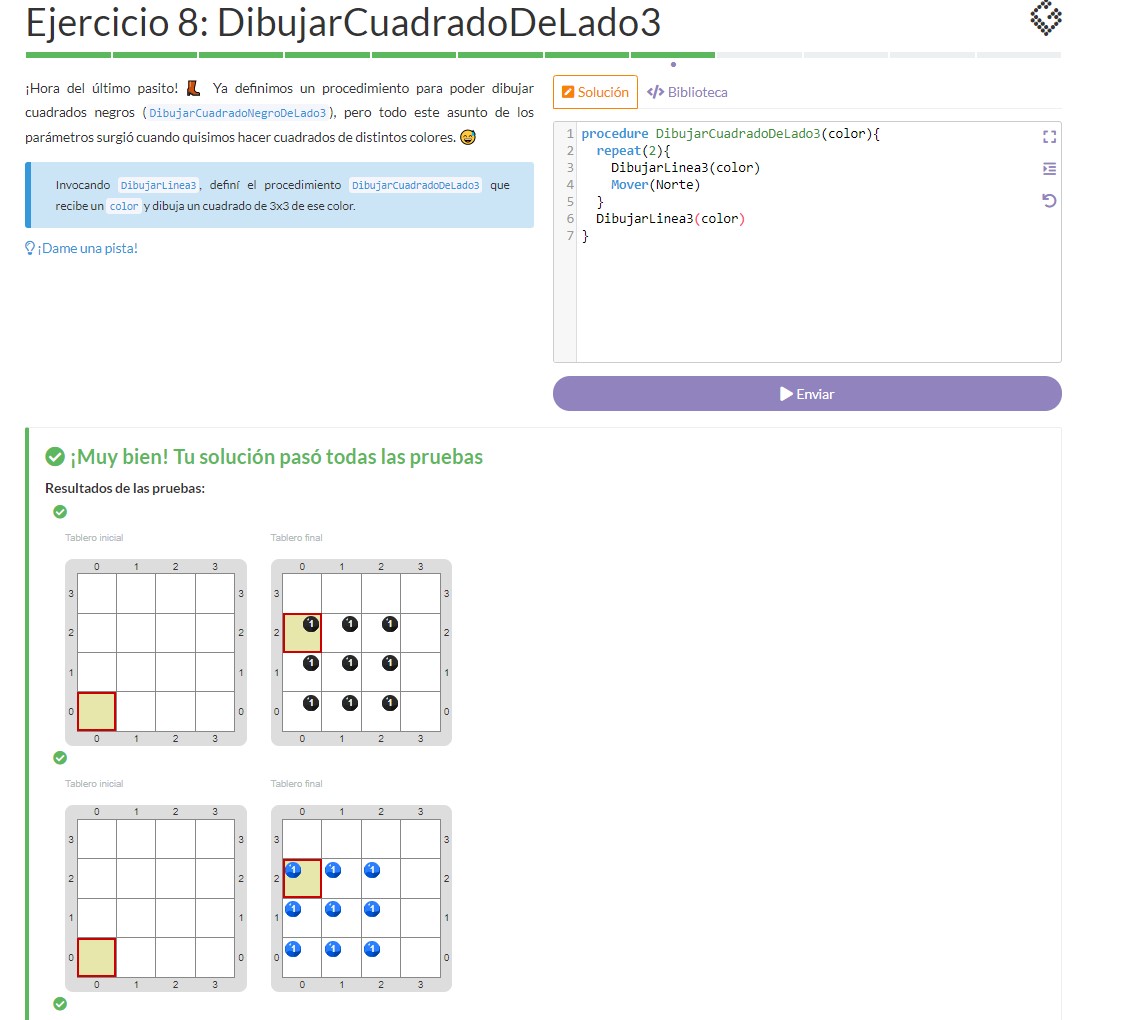 Ejercicio 8: DibujarCuadradoDeLado3
¡Hora del último pasito! 👢 Ya definimos un procedimiento para poder dibujar
cuadrados negros (DibujarCuadradoNegroDeLado3), pero todo este asunto de los
parámetros surgió cuando quisimos hacer cuadrados de distintos colores. 😅
Invocando DibujarLinea3, definí el procedimiento DibujarCuadradoDeLado3 que
recibe un color y dibuja un cuadrado de 3x3 de ese color.
¡Dame una pista!
Solución </> Biblioteca
1 procedure DibujarCuadradoDeLado3(color){
2 repeat(2){
3 DibujarLinea3(color)
4 Mover(Norte)
5 }
6 DibujarLinea3(color)
7 }
Enviar
¡Muy bien! Tu solución pasó todas las pruebas
Resultados de las pruebas:
Tablero inicial
0 1 2 3
3 3
2 2
1 1
0 0
0 1 2 3
Tablero final
0 1 2 3
3 3
2 1 1 1 2
1 1 1 1 1
0 1 1 1 0
0 1 2 3
Tablero inicial
0 1 2 3
3 3
2 2
1 1
0 0
0 1 2 3
Tablero final
0 1 2 3
3 3
2 1 1 1 2
1 1 1 1 1
0 1 1 1 0
0 1 2 3